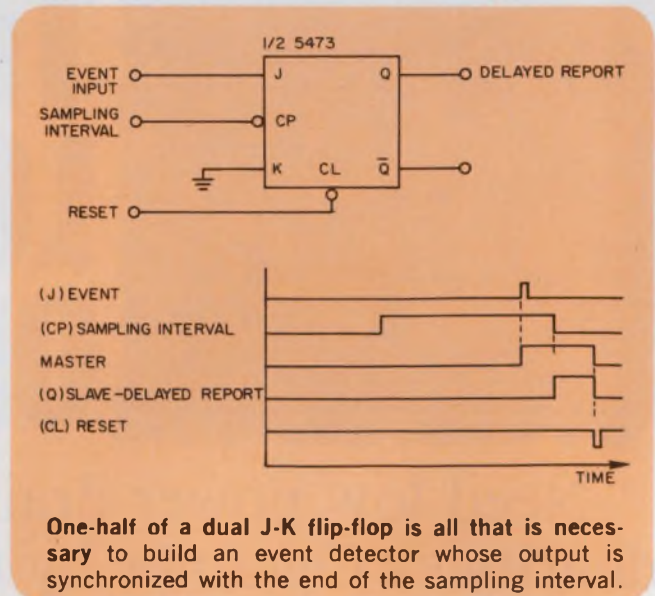 1/2 5473
EVENT
INPUT
J
Q
DELAYED REPORT
SAMPLING
INTERVAL
CP
K
CL
Q̅
RESET
(J) EVENT
(CP) SAMPLING INTERVAL
MASTER
(Q) SLAVE–DELAYED REPORT
(CL) RESET
TIME
One-half of a dual J-K flip-flop is all that is neces-
sary to build an event detector whose output is
synchronized with the end of the sampling interval.